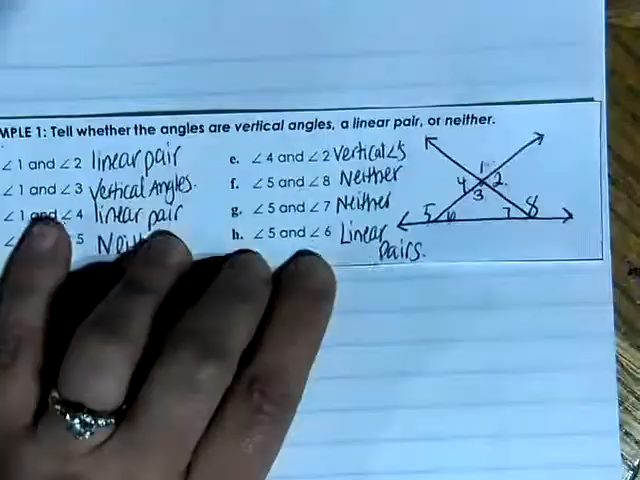 MPLE 1: Tell whether the angles are vertical angles, a linear pair, or neither.
∠1 and ∠2 linear pair
∠1 and ∠3 Vertical Angles.
∠1 and ∠4 linear pair
5
e. ∠4 and ∠2 Vertical ∠s
f. ∠5 and ∠8 Neither
g. ∠5 and ∠7 Neither
h. ∠5 and ∠6 Linear
Pairs.
1
4 2
3
5 6 7 8